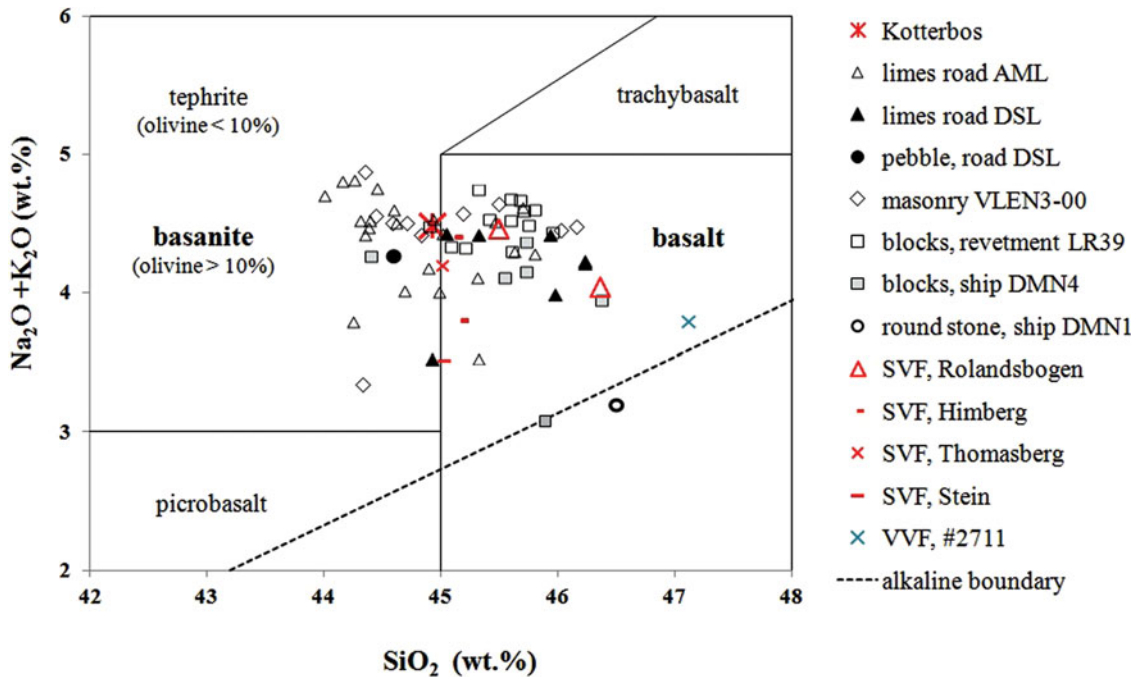 6
5
4
3
2
Na₂O+K₂O (wt.%)
tephrite
(olivine < 10%)
trachybasalt
basanite
(olivine > 10%)
basalt
picrobasalt
42 43 44 45 46 47 48
SiO₂ (wt.%)
Kotterbos
limes road AML
limes road DSL
pebble, road DSL
masonry VLEN3-00
blocks, revetment LR39
blocks, ship DMN4
round stone, ship DMN1
SVF, Rolandsbogen
SVF, Himberg
SVF, Thomasberg
SVF, Stein
VVF, #2711
alkaline boundary